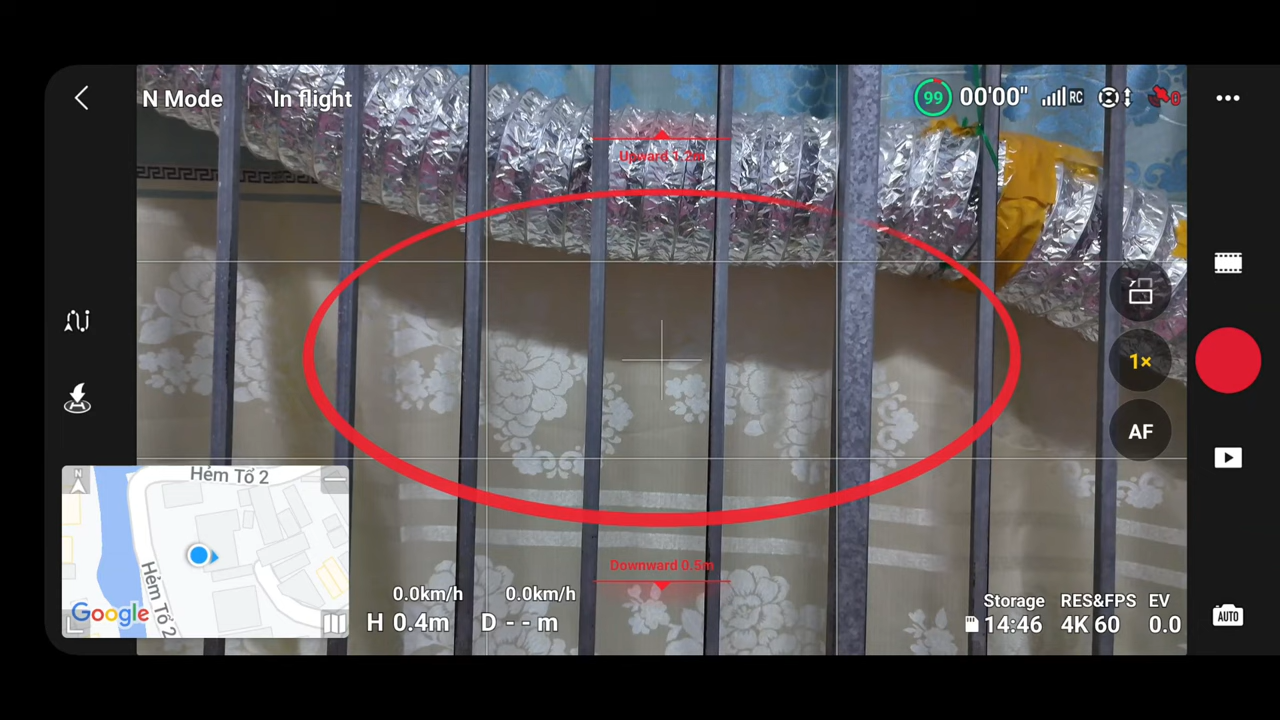 N Mode
In flight
99
00'00"
RC
0
Upward 1.2m
1×
AF
Downward 0.5m
N
Hẻm Tổ 2
Hẻm Tổ 2
Google
0.0km/h
0.0km/h
H 0.4m
D - - m
Storage
14:46
RES&FPS
4K 60
EV
0.0
AUTO